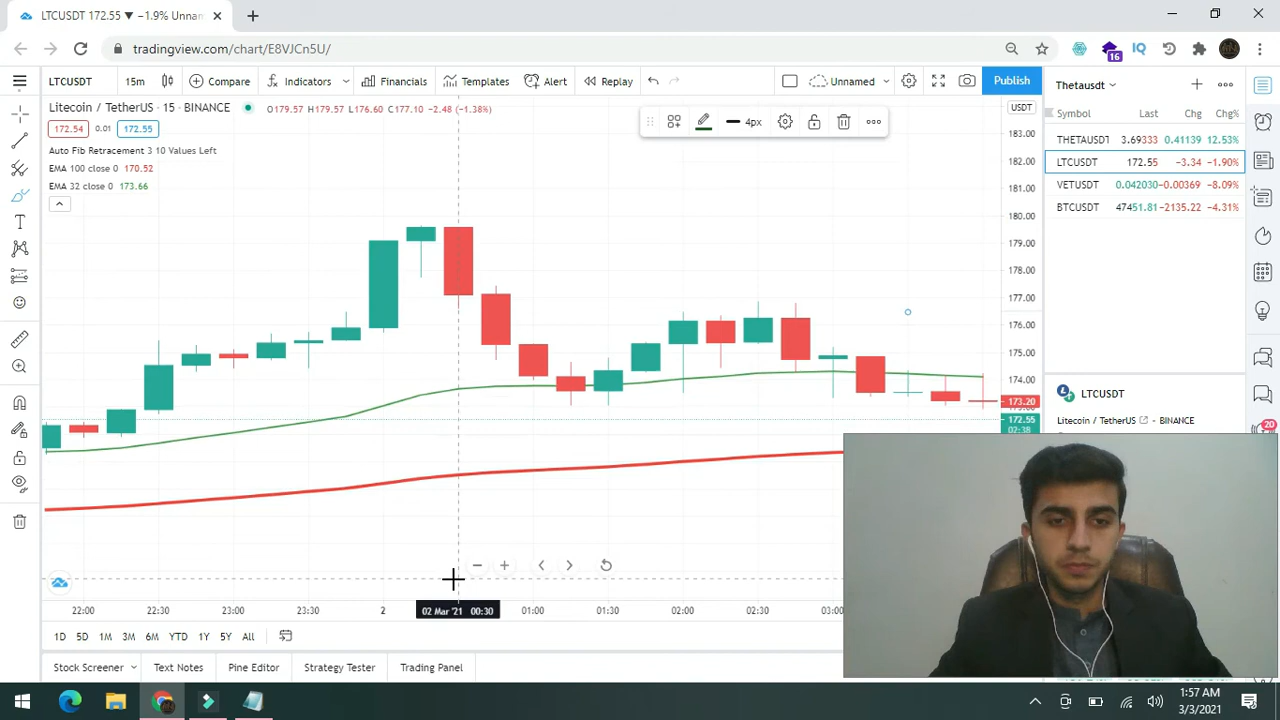 LTCUSDT 172.55 ▼ −1.9% Unnam
tradingview.com/chart/E8VJCn5U/
16
IQ
LTCUSDT 15m Compare Indicators Financials Templates Alert Replay Unnamed Publish
Litecoin / TetherUS · 15 · BINANCE O179.57 H179.57 L176.60 C177.10 −2.48 (−1.38%)
172.54 0.01 172.55
Auto Fib Retracement 3 10 Values Left
EMA 100 close 0 170.52
EMA 32 close 0 173.66
4px
USDT
183.00
182.00
181.00
180.00
179.00
178.00
177.00
176.00
175.00
174.00
173.20
173.00
172.55
02:38
22:00 22:30 23:00 23:30 2 02 Mar '21 00:30 01:00 01:30 02:00 02:30 03:00
1D 5D 1M 3M 6M YTD 1Y 5Y All
Stock Screener Text Notes Pine Editor Strategy Tester Trading Panel
Thetausdt
Symbol Last Chg Chg%
THETAUSDT 3.69333 0.41139 12.53%
LTCUSDT 172.55 −3.34 −1.90%
VETUSDT 0.042030 −0.00369 −8.09%
BTCUSDT 47451.81 −2135.22 −4.31%
LTCUSDT
Litecoin / TetherUS - BINANCE
20
1:57 AM
3/3/2021